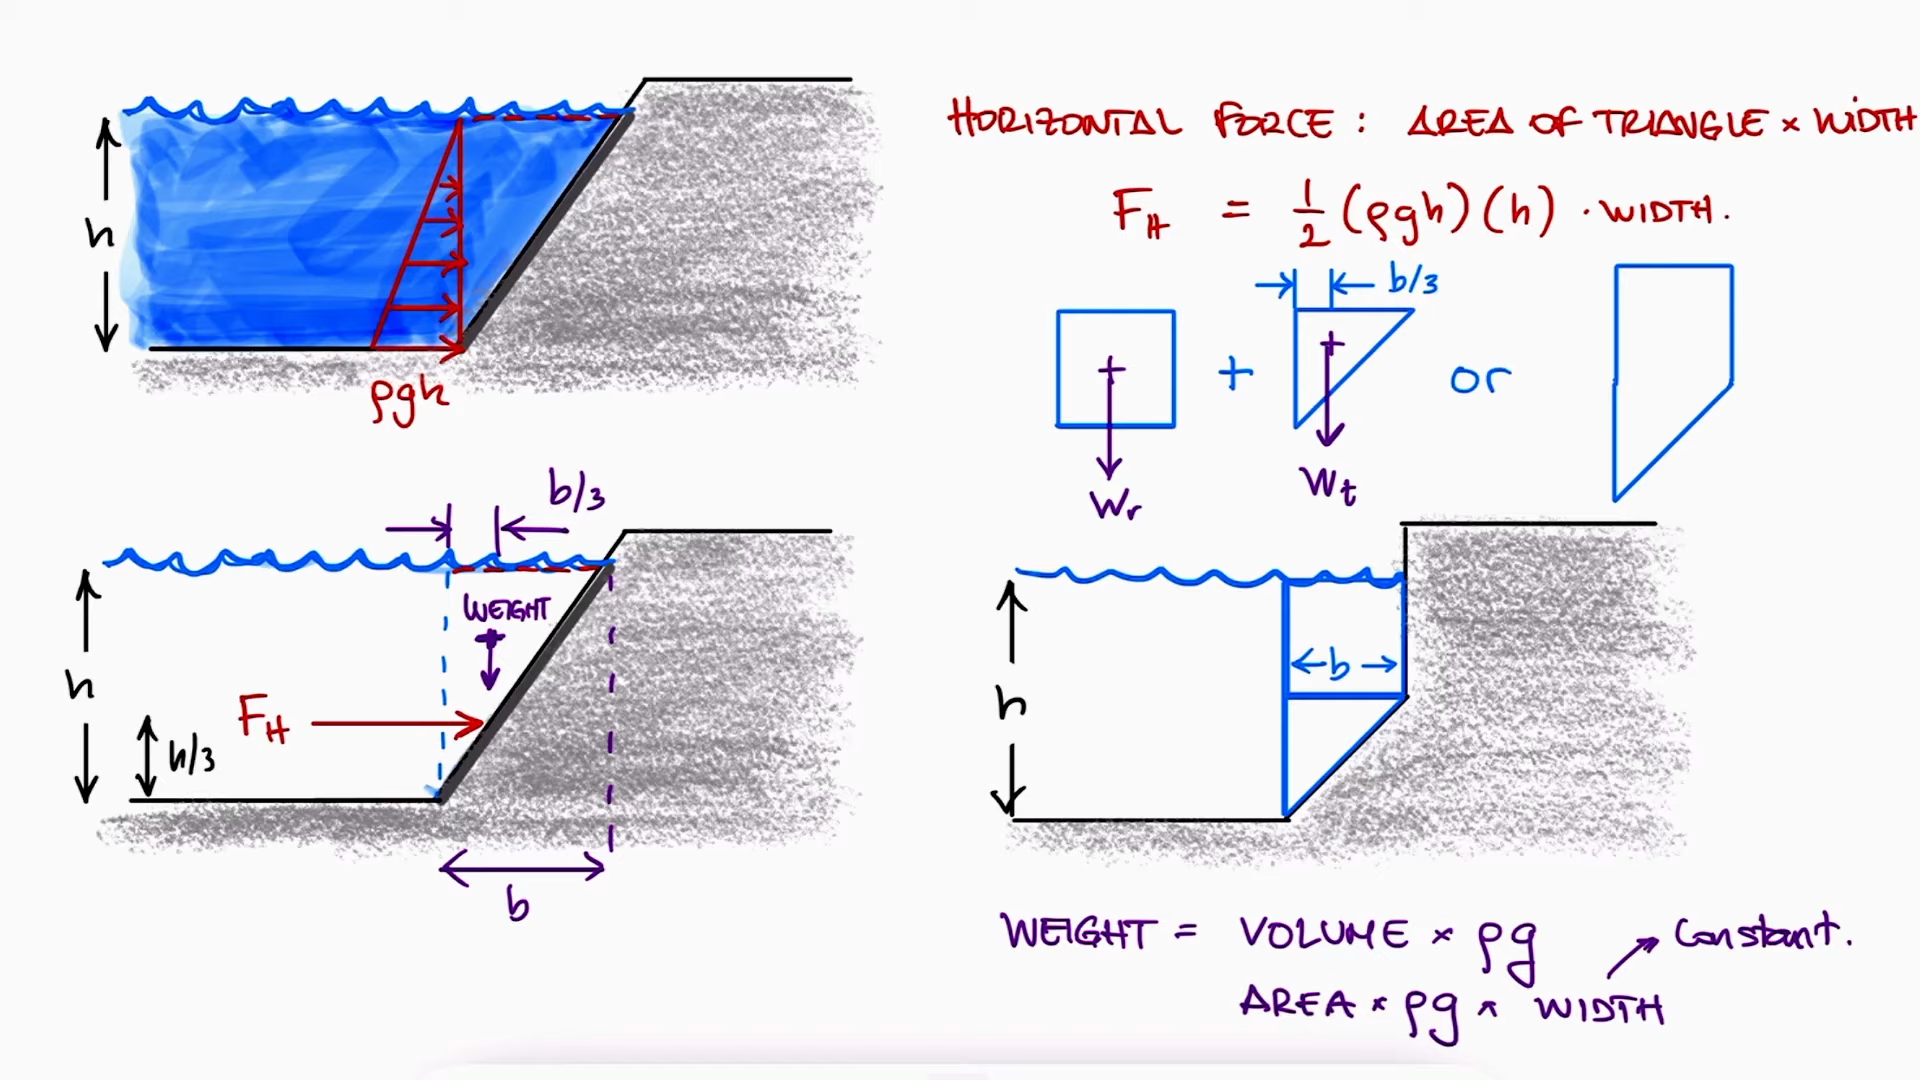 h
ρgh
HORIZONTAL FORCE : AREA OF TRIANGLE × WIDTH
F_H = 1/2 (ρgh)(h) · WIDTH.
b/3
+ or
W_r
W_t
b/3
WEIGHT
h
F_H
h/3
b
h
b
WEIGHT = VOLUME × ρg
Constant.
AREA × ρg × WIDTH